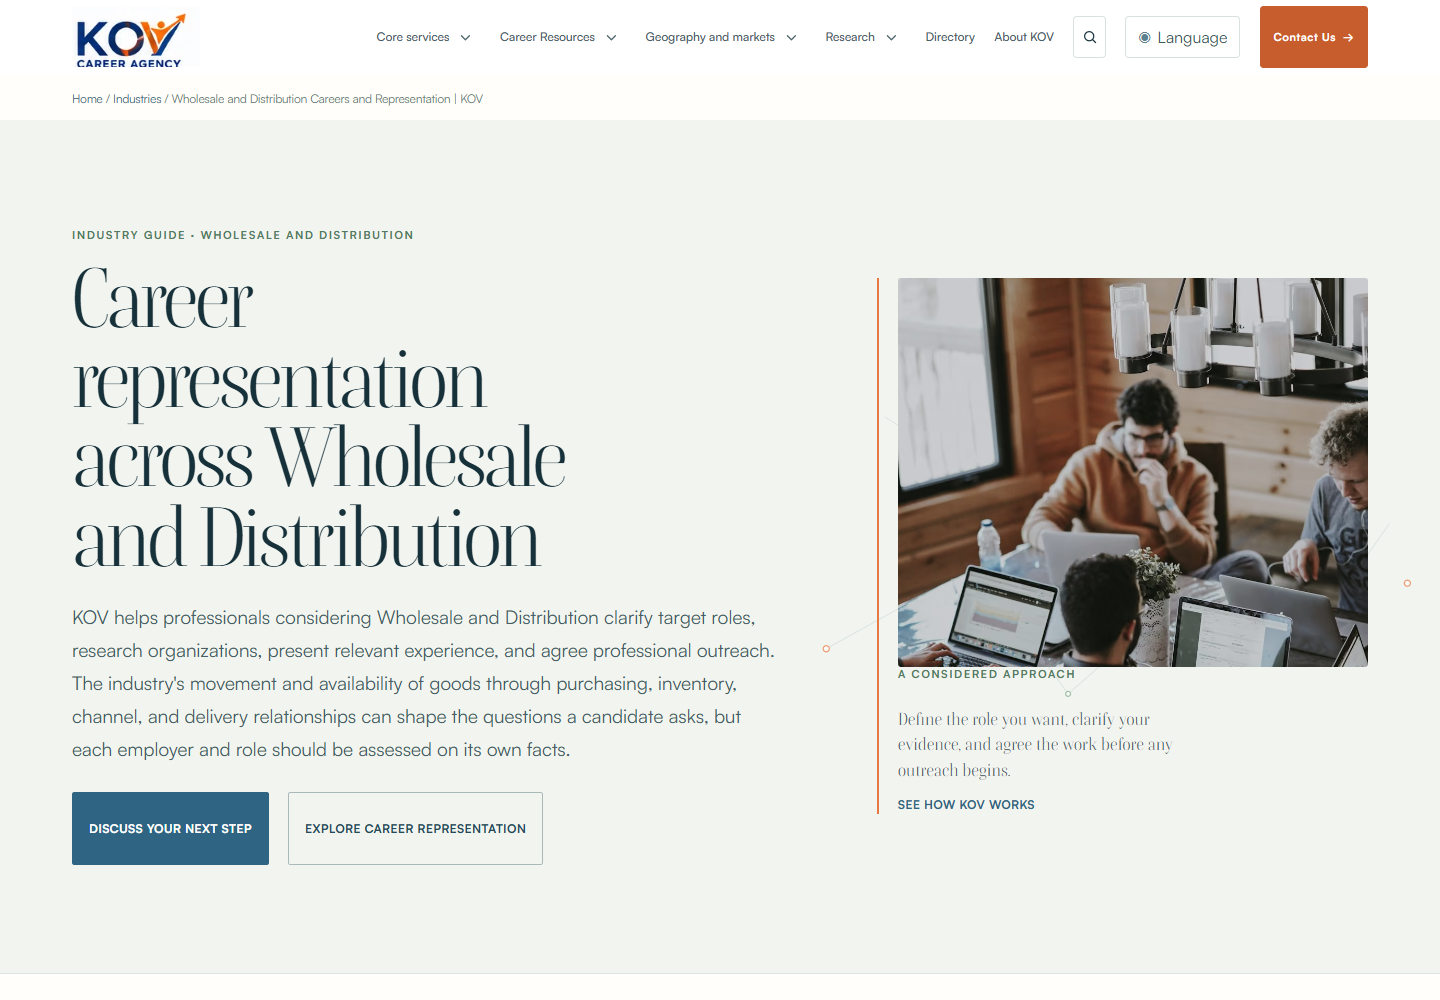 KOV
CAREER AGENCY
Core services
Career Resources
Geography and markets
Research
Directory
About KOV
Language
Contact Us →
Home / Industries / Wholesale and Distribution Careers and Representation | KOV
INDUSTRY GUIDE · WHOLESALE AND DISTRIBUTION
Career
representation
across Wholesale
and Distribution
KOV helps professionals considering Wholesale and Distribution clarify target roles,
research organizations, present relevant experience, and agree professional outreach.
The industry's movement and availability of goods through purchasing, inventory,
channel, and delivery relationships can shape the questions a candidate asks, but
each employer and role should be assessed on its own facts.
DISCUSS YOUR NEXT STEP
EXPLORE CAREER REPRESENTATION
A CONSIDERED APPROACH
Define the role you want, clarify your
evidence, and agree the work before any
outreach begins.
SEE HOW KOV WORKS